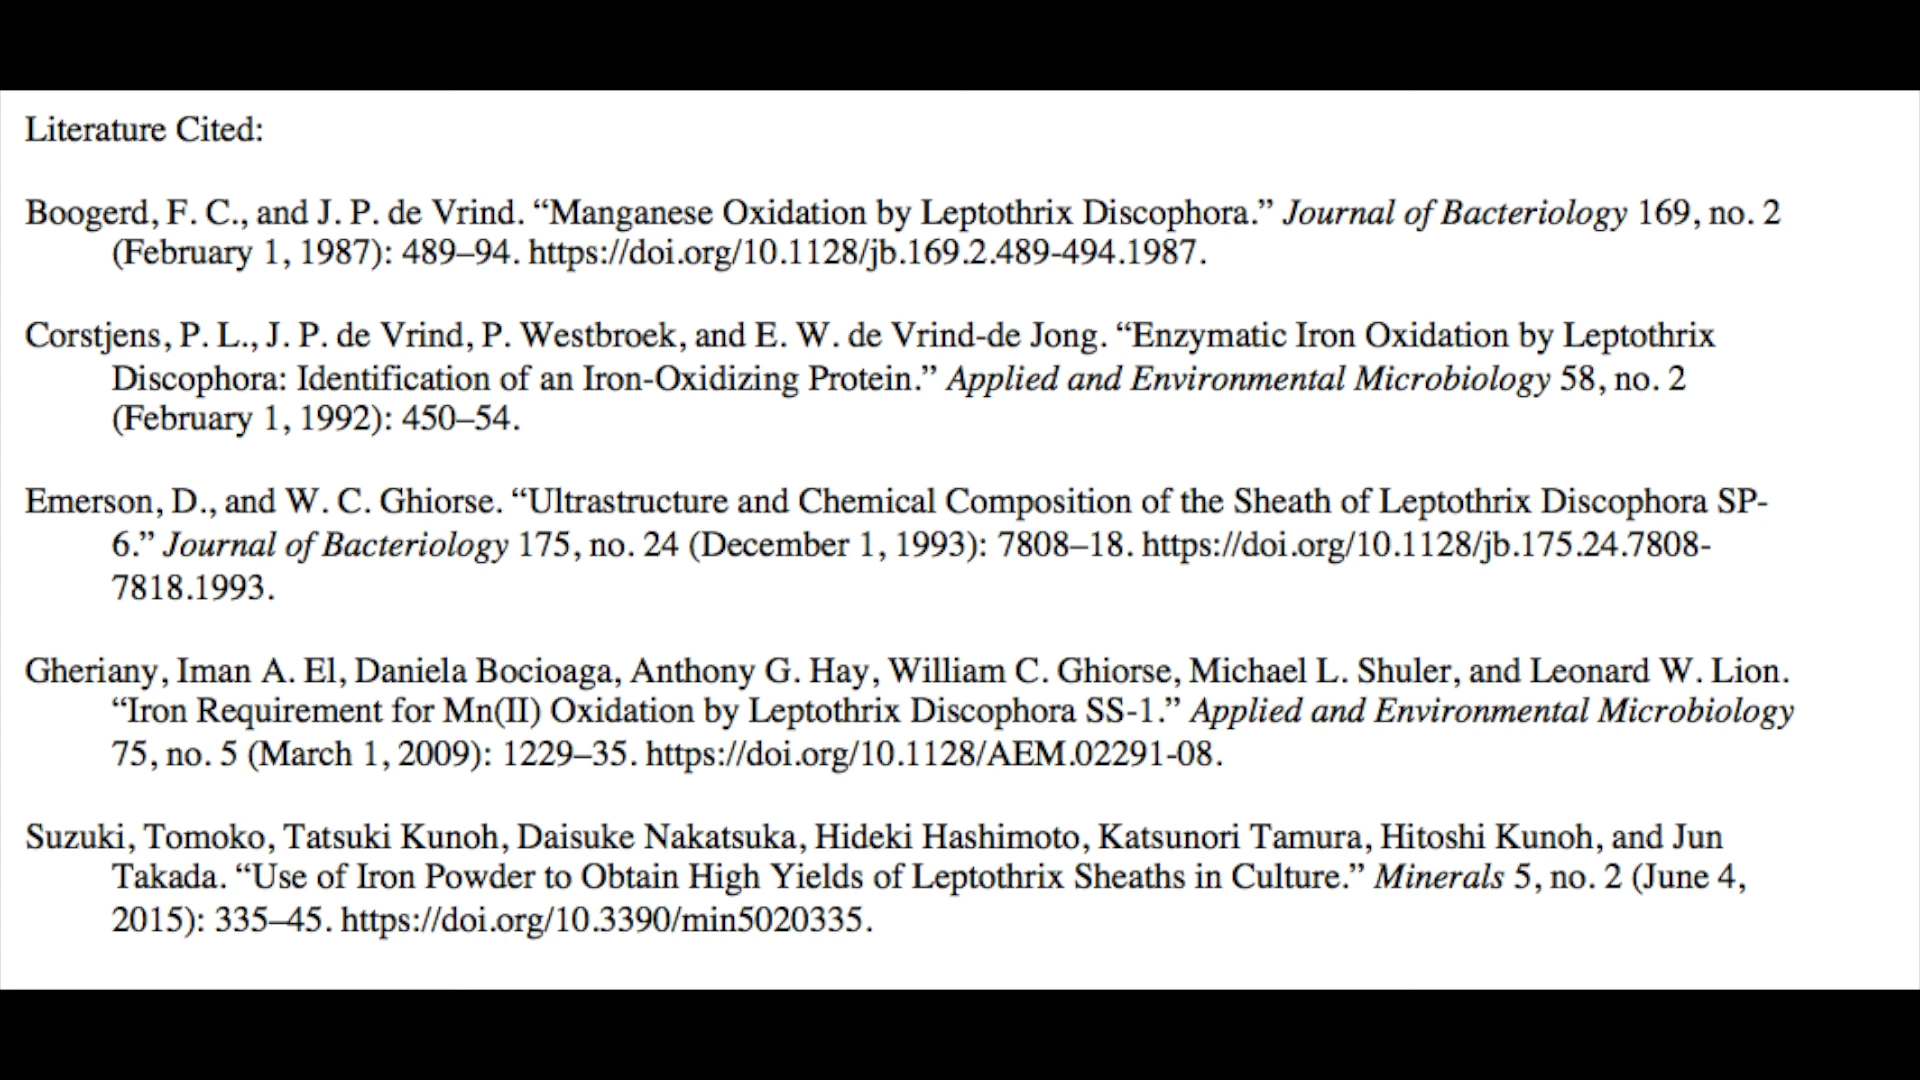 Literature Cited:
Boogerd, F. C., and J. P. de Vrind. “Manganese Oxidation by Leptothrix Discophora.” Journal of Bacteriology 169, no. 2
(February 1, 1987): 489–94. https://doi.org/10.1128/jb.169.2.489-494.1987.
Corstjens, P. L., J. P. de Vrind, P. Westbroek, and E. W. de Vrind-de Jong. “Enzymatic Iron Oxidation by Leptothrix
Discophora: Identification of an Iron-Oxidizing Protein.” Applied and Environmental Microbiology 58, no. 2
(February 1, 1992): 450–54.
Emerson, D., and W. C. Ghiorse. “Ultrastructure and Chemical Composition of the Sheath of Leptothrix Discophora SP-
6.” Journal of Bacteriology 175, no. 24 (December 1, 1993): 7808–18. https://doi.org/10.1128/jb.175.24.7808-
7818.1993.
Gheriany, Iman A. El, Daniela Bocioaga, Anthony G. Hay, William C. Ghiorse, Michael L. Shuler, and Leonard W. Lion.
“Iron Requirement for Mn(II) Oxidation by Leptothrix Discophora SS-1.” Applied and Environmental Microbiology
75, no. 5 (March 1, 2009): 1229–35. https://doi.org/10.1128/AEM.02291-08.
Suzuki, Tomoko, Tatsuki Kunoh, Daisuke Nakatsuka, Hideki Hashimoto, Katsunori Tamura, Hitoshi Kunoh, and Jun
Takada. “Use of Iron Powder to Obtain High Yields of Leptothrix Sheaths in Culture.” Minerals 5, no. 2 (June 4,
2015): 335–45. https://doi.org/10.3390/min5020335.